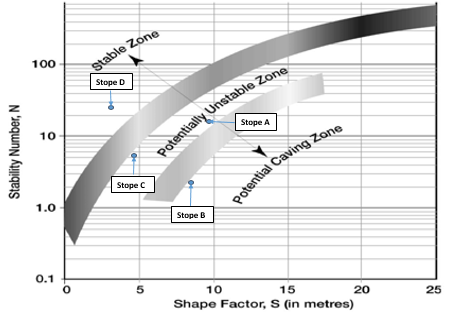 Stable Zone
Stope D
100
Potentially Unstable Zone
Stope A
10
Potential Caving Zone
Stability Number, N
Stope C
Stope B
1.0
0.1
0 5 10 15 20 25
Shape Factor, S (in metres)